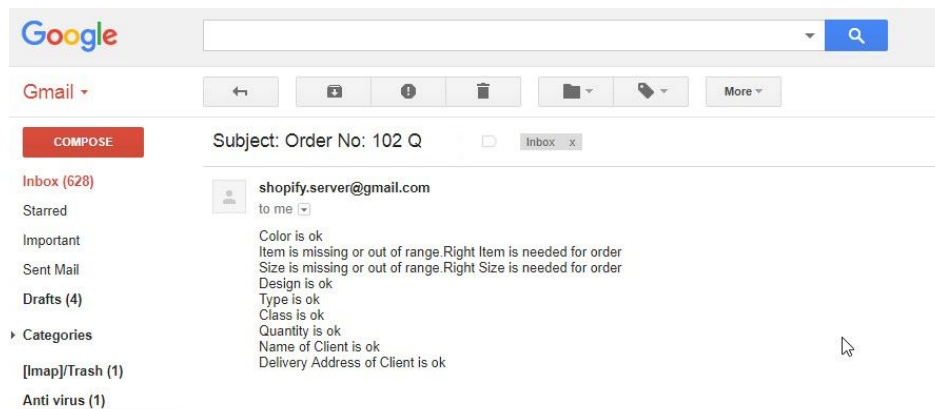 Google
Gmail
More
COMPOSE
Subject: Order No: 102 Q
Inbox x
Inbox (628)
Starred
Important
Sent Mail
Drafts (4)
Categories
[Imap]/Trash (1)
Anti virus (1)
shopify.server@gmail.com
to me
Color is ok
Item is missing or out of range.Right Item is needed for order
Size is missing or out of range.Right Size is needed for order
Design is ok
Type is ok
Class is ok
Quantity is ok
Name of Client is ok
Delivery Address of Client is ok